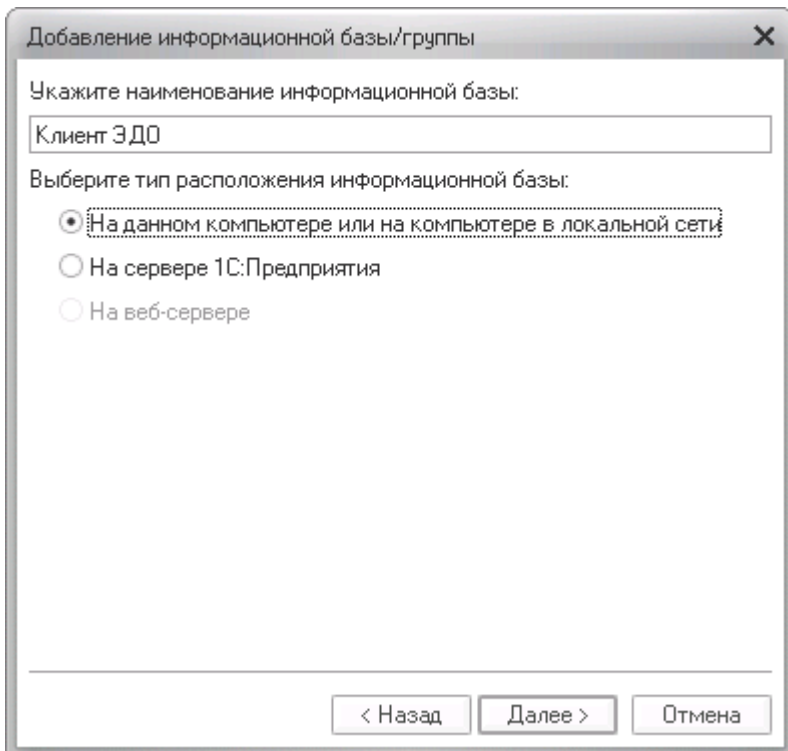 Добавление информационной базы/группы
Укажите наименование информационной базы:
Клиент ЭДО
Выберите тип расположения информационной базы:
На данном компьютере или на компьютере в локальной сети
На сервере 1С:Предприятия
На веб-сервере
< Назад
Далее >
Отмена